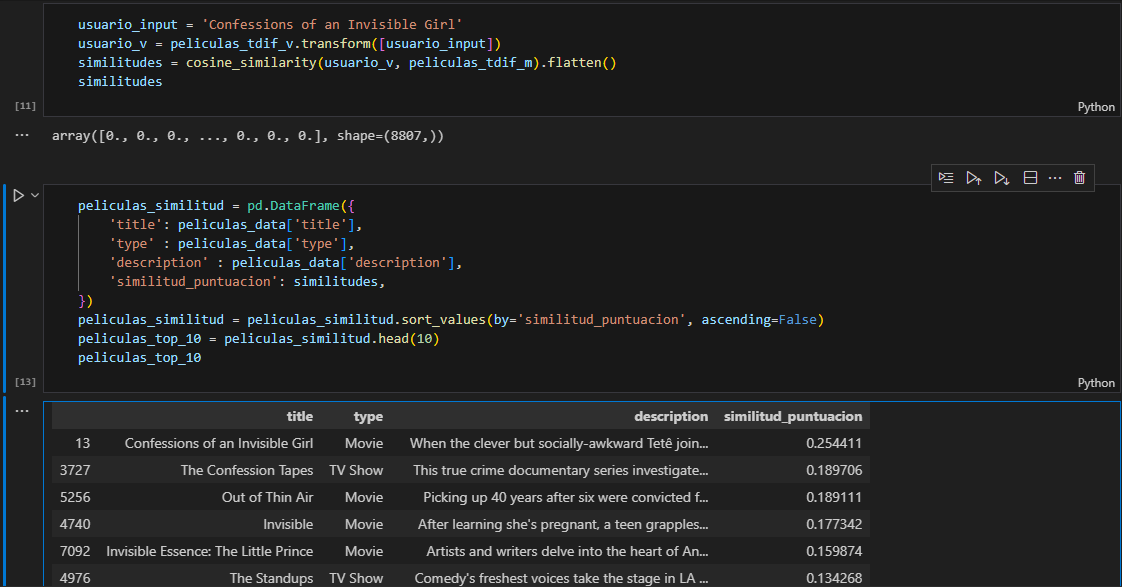 usuario_input = 'Confessions of an Invisible Girl'
usuario_v = peliculas_tdif_v.transform([usuario_input])
similitudes = cosine_similarity(usuario_v, peliculas_tdif_m).flatten()
similitudes
[11]
Python
... array([0., 0., 0., ..., 0., 0., 0.], shape=(8807,))
peliculas_similitud = pd.DataFrame({
    'title': peliculas_data['title'],
    'type' : peliculas_data['type'],
    'description' : peliculas_data['description'],
    'similitud_puntuacion': similitudes,
})
peliculas_similitud = peliculas_similitud.sort_values(by='similitud_puntuacion', ascending=False)
peliculas_top_10 = peliculas_similitud.head(10)
peliculas_top_10
[13]
Python
...
title type description similitud_puntuacion
13 Confessions of an Invisible Girl Movie When the clever but socially-awkward Tetê join... 0.254411
3727 The Confession Tapes TV Show This true crime documentary series investigate... 0.189706
5256 Out of Thin Air Movie Picking up 40 years after six were convicted f... 0.189111
4740 Invisible Movie After learning she's pregnant, a teen grapples... 0.177342
7092 Invisible Essence: The Little Prince Movie Artists and writers delve into the heart of An... 0.159874
4976 The Standups TV Show Comedy's freshest voices take the stage in LA ... 0.134268